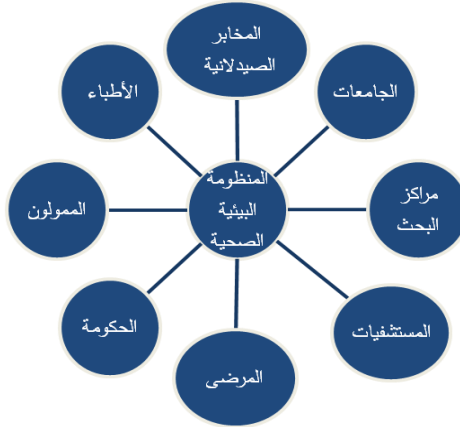 المخابر
الصيدلانية
الجامعات
مراكز
البحث
المستشفيات
المرضى
الحكومة
الممولون
الأطباء
المنظومة
البيئية
الصحية